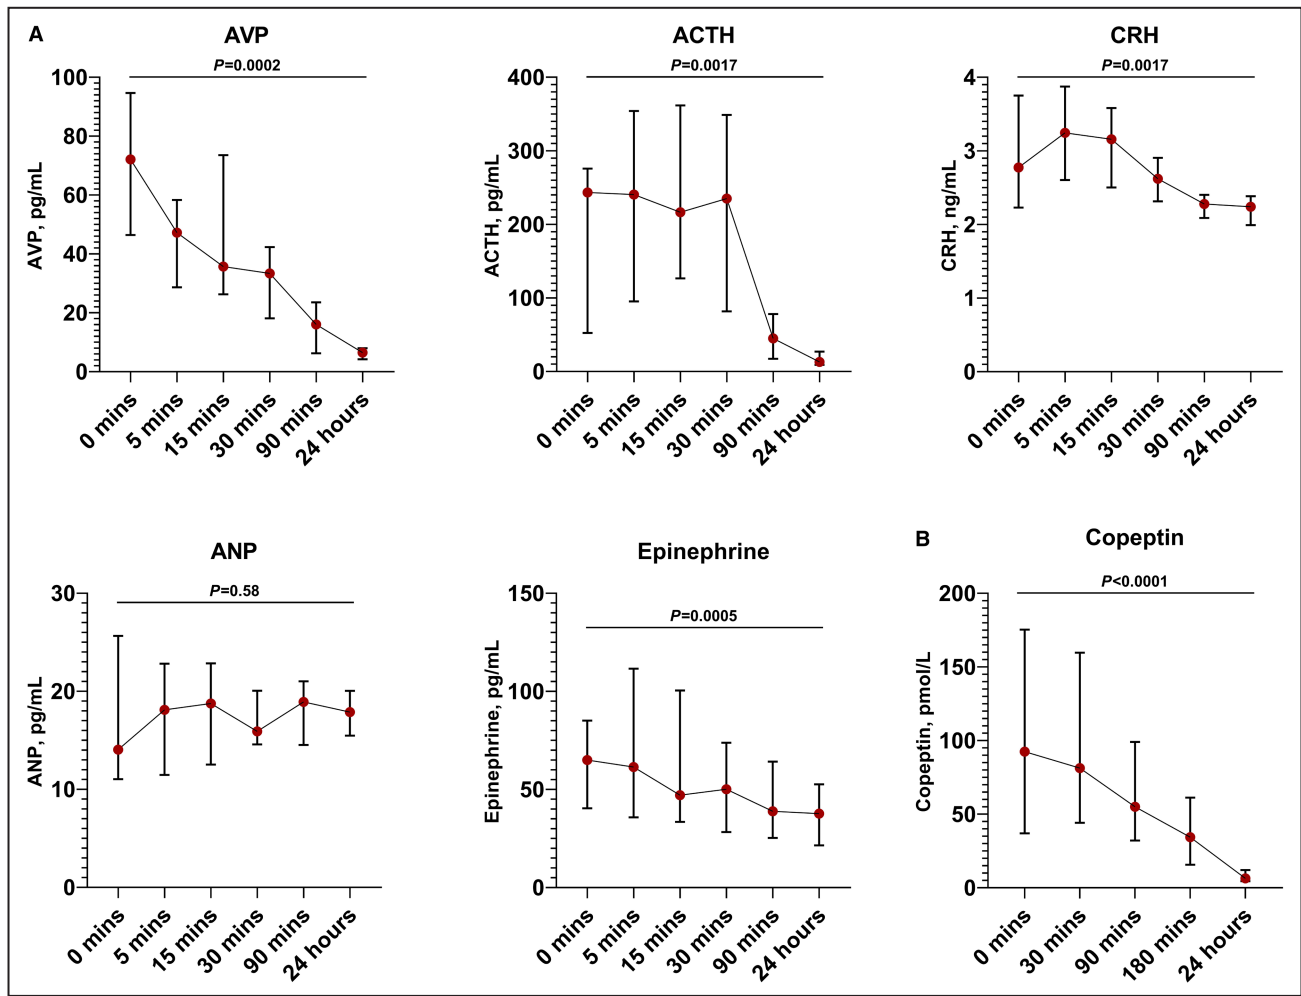 A
AVP
P=0.0002
AVP, pg/mL
100
80
60
40
20
0
0 mins
5 mins
15 mins
30 mins
90 mins
24 hours
ACTH
P=0.0017
ACTH, pg/mL
400
300
200
100
0
0 mins
5 mins
15 mins
30 mins
90 mins
24 hours
CRH
P=0.0017
CRH, ng/mL
4
3
2
1
0
0 mins
5 mins
15 mins
30 mins
90 mins
24 hours
ANP
P=0.58
ANP, pg/mL
30
20
10
0
0 mins
5 mins
15 mins
30 mins
90 mins
24 hours
Epinephrine
P=0.0005
Epinephrine, pg/mL
150
100
50
0
0 mins
5 mins
15 mins
30 mins
90 mins
24 hours
B
Copeptin
P<0.0001
Copeptin, pmol/L
200
150
100
50
0
0 mins
30 mins
90 mins
180 mins
24 hours